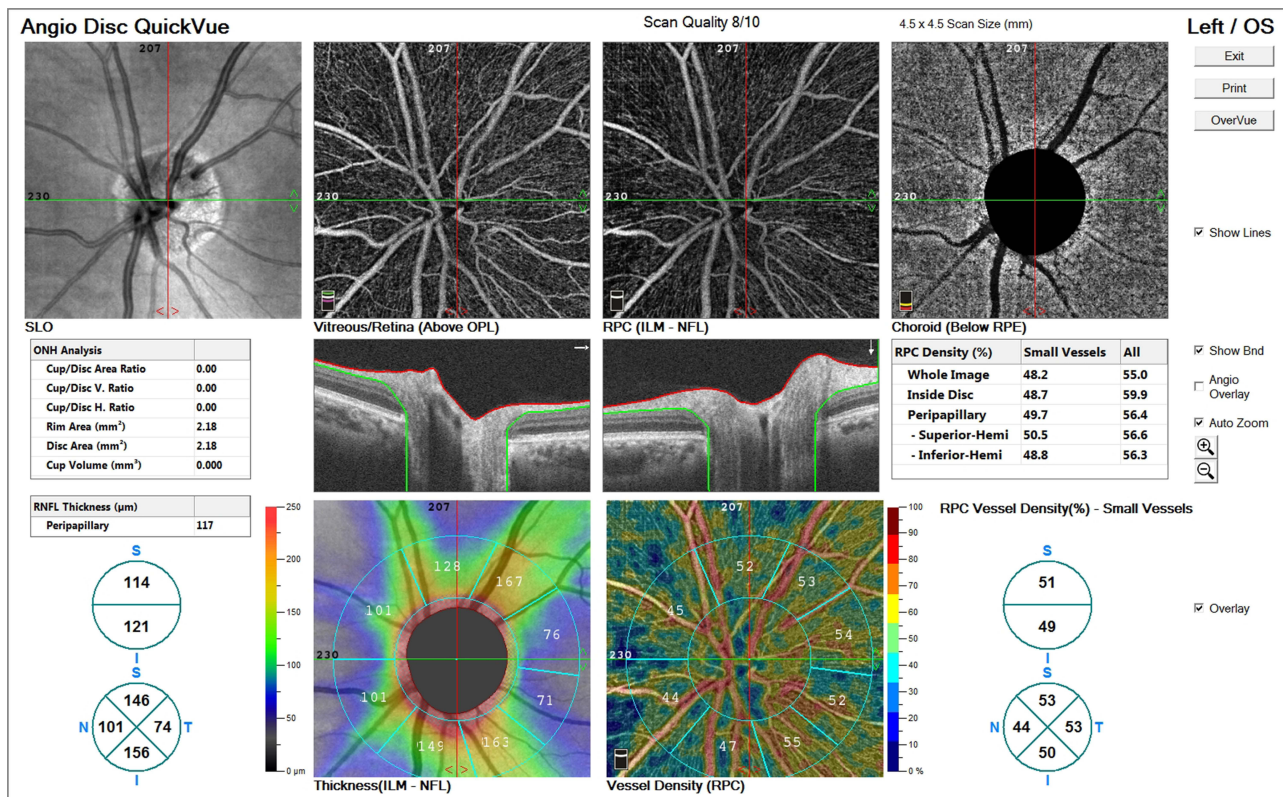 Angio Disc QuickVue
Scan Quality 8/10
4.5 x 4.5 Scan Size (mm)
Left / OS
Exit
Print
OverVue
Show Lines
Show Bnd
Angio
Overlay
Auto Zoom
Overlay
207
230
SLO
207
230
Vitreous/Retina (Above OPL)
207
230
RPC (ILM - NFL)
207
230
Choroid (Below RPE)
ONH Analysis
Cup/Disc Area Ratio 0.00
Cup/Disc V. Ratio 0.00
Cup/Disc H. Ratio 0.00
Rim Area (mm²) 2.18
Disc Area (mm²) 2.18
Cup Volume (mm³) 0.000
RPC Density (%) Small Vessels All
Whole Image 48.2 55.0
Inside Disc 48.7 59.9
Peripapillary 49.7 56.4
- Superior-Hemi 50.5 56.6
- Inferior-Hemi 48.8 56.3
RNFL Thickness (µm)
Peripapillary 117
S
114
121
I
S
146
N 101 74 T
156
I
250
200
150
100
50
0 µm
207
128
167
101
76
230
101
71
149
163
Thickness(ILM - NFL)
207
52
53
45
54
230
44
52
47
55
Vessel Density (RPC)
100
90
80
70
60
50
40
30
20
10
0 %
RPC Vessel Density(%) - Small Vessels
S
51
49
I
S
53
N 44 53 T
50
I